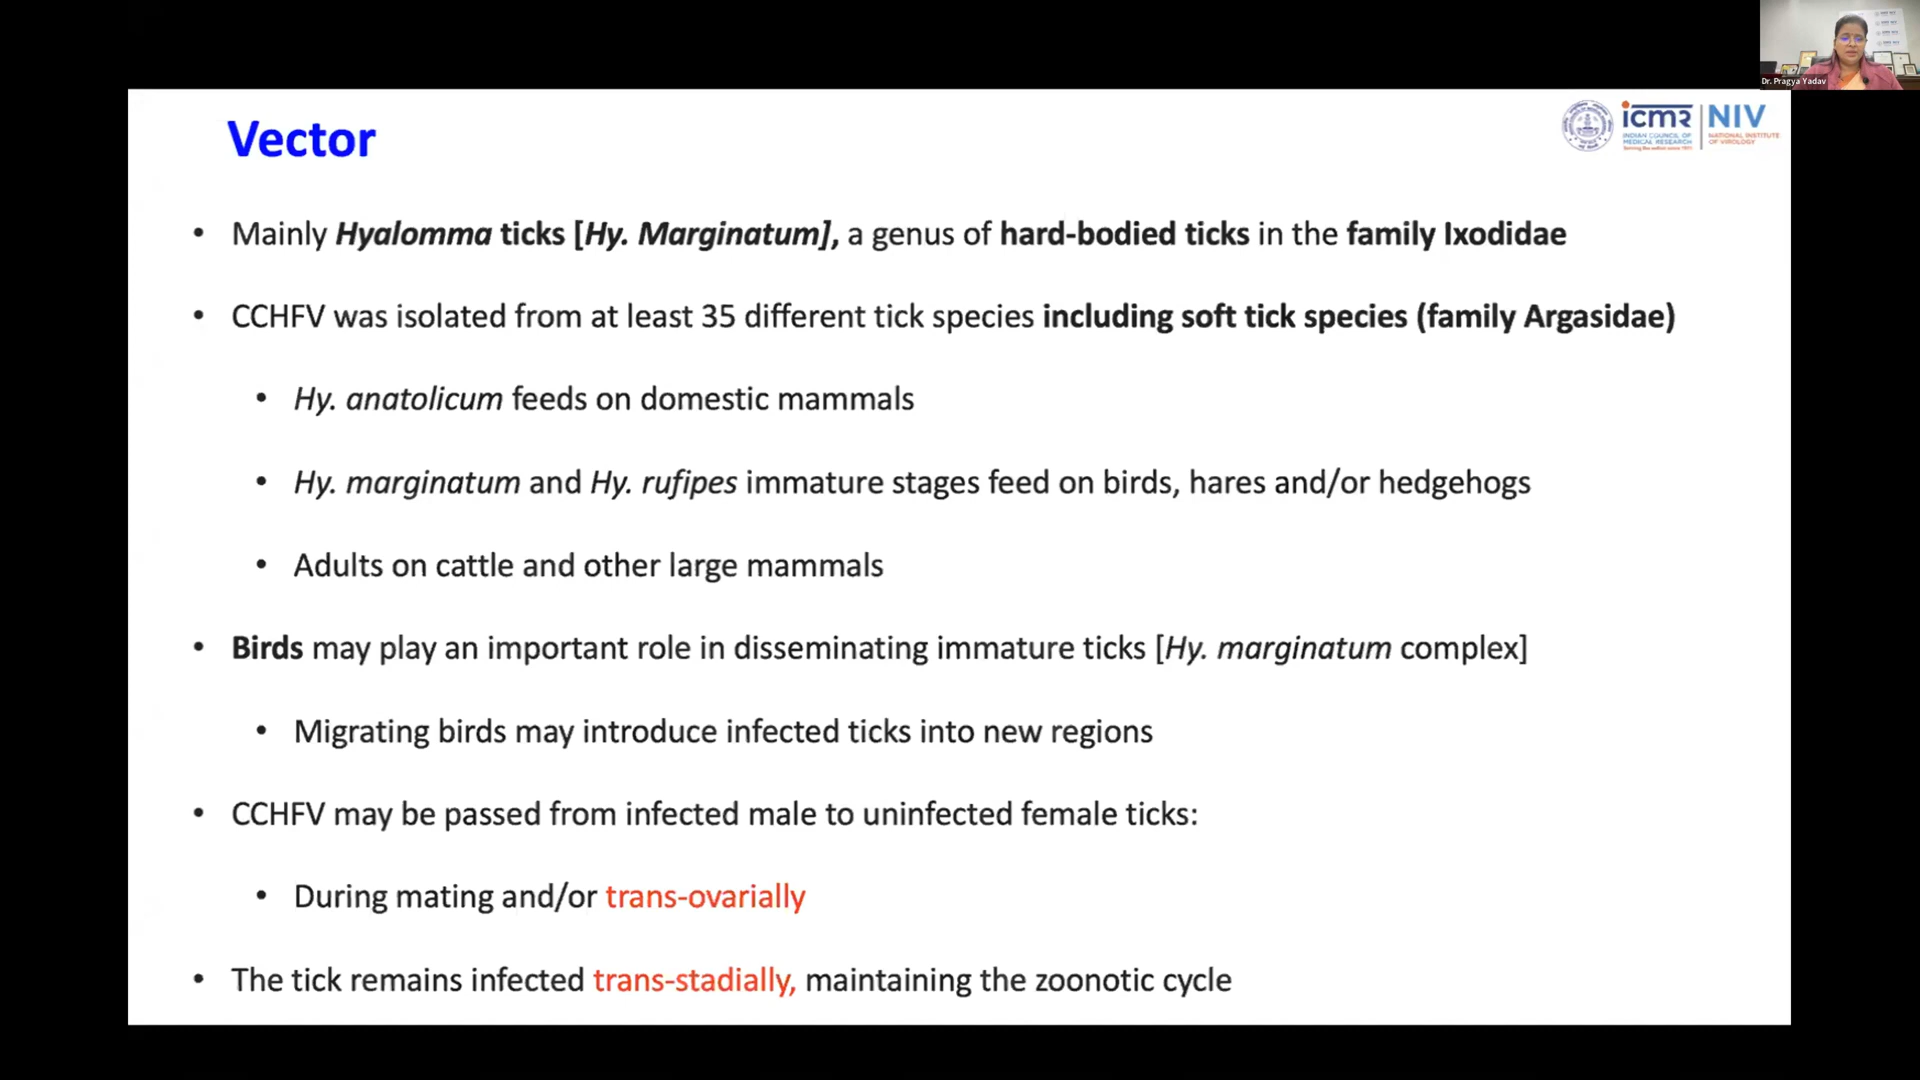 Dr. Pragya Yadav
Vector
icmr NIV
INDIAN COUNCIL OF MEDICAL RESEARCH
NATIONAL INSTITUTE OF VIROLOGY
• Mainly Hyalomma ticks [Hy. Marginatum], a genus of hard-bodied ticks in the family Ixodidae
• CCHFV was isolated from at least 35 different tick species including soft tick species (family Argasidae)
• Hy. anatolicum feeds on domestic mammals
• Hy. marginatum and Hy. rufipes immature stages feed on birds, hares and/or hedgehogs
• Adults on cattle and other large mammals
• Birds may play an important role in disseminating immature ticks [Hy. marginatum complex]
• Migrating birds may introduce infected ticks into new regions
• CCHFV may be passed from infected male to uninfected female ticks:
• During mating and/or trans-ovarially
• The tick remains infected trans-stadially, maintaining the zoonotic cycle